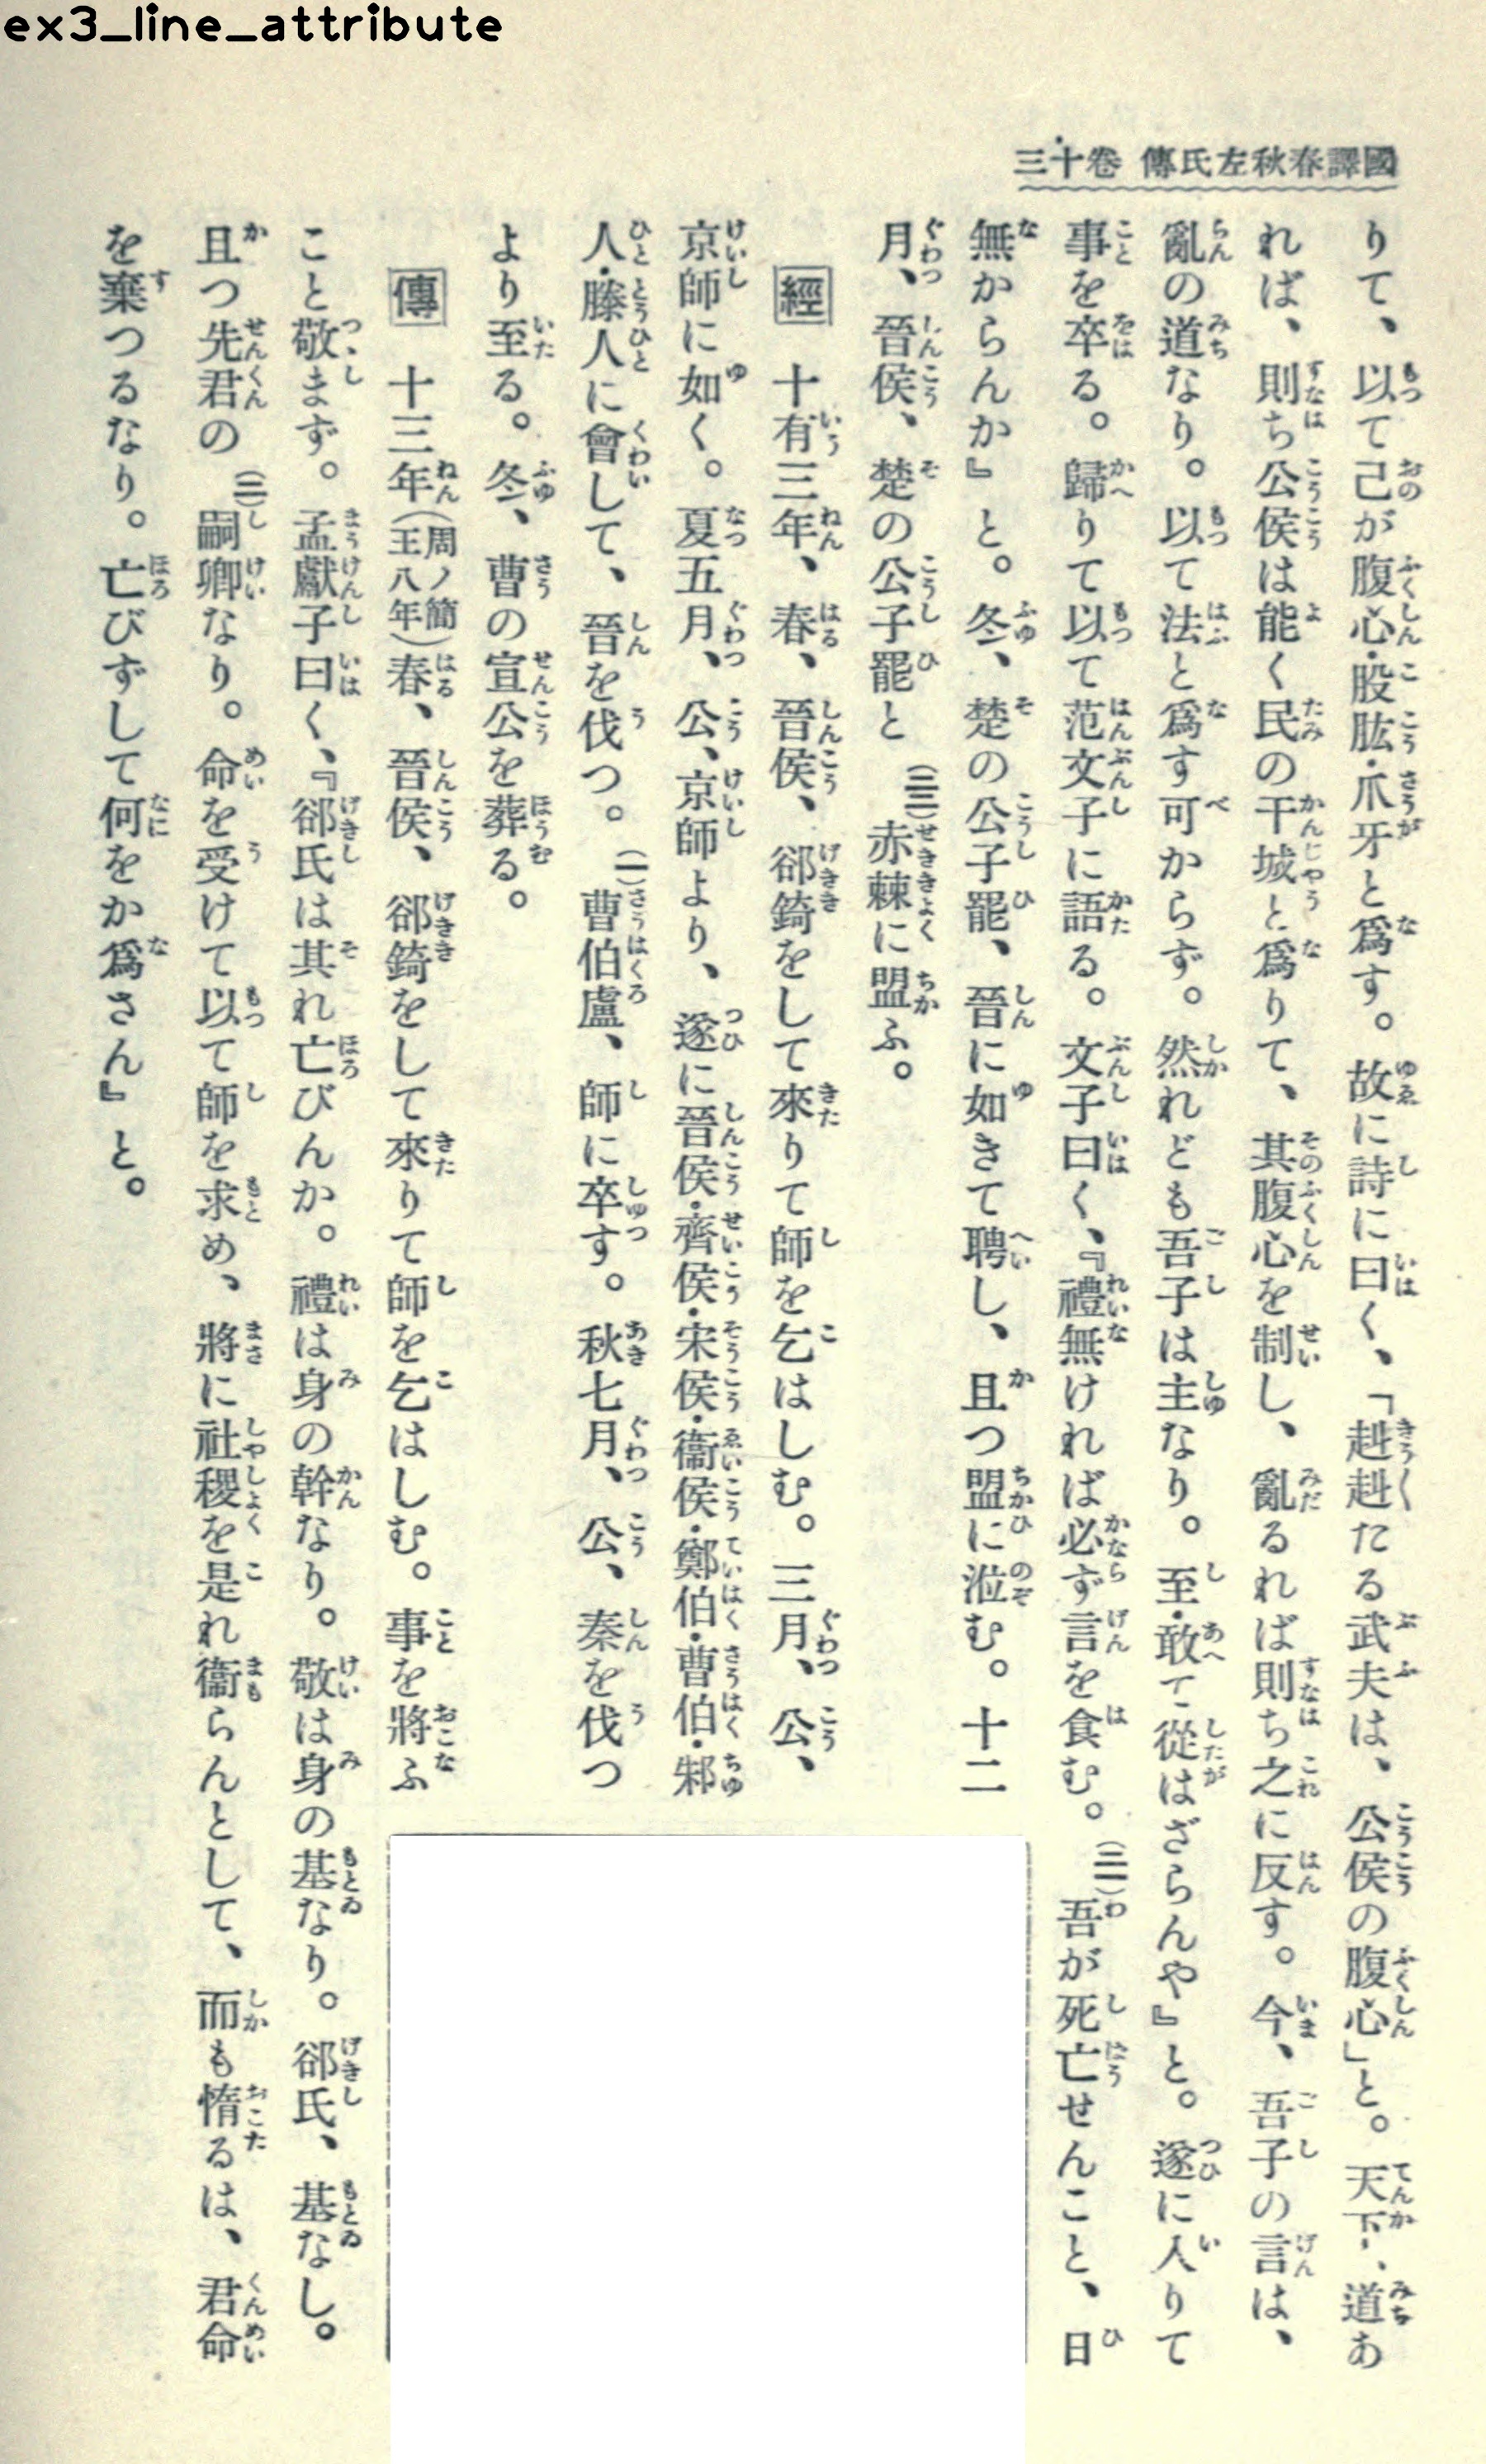 ex3_line_attribute
國譯春秋左氏傳 卷十三
りて、以て己が腹心・股肱・爪牙と爲す。故に詩に曰く、「赳赳たる武夫は、公侯の腹心」と。天下、道あ
れば、則ち公侯は能く民の干城と爲りて、其腹心を制し、亂るれば則ち之に反す。今、吾子の言は、
亂の道なり。以て法と爲す可からず。然れども吾子は主なり。至・敢て從はざらんや』と。遂に入りて
事を卒る。歸りて以て范文子に語る。文子曰く、『禮無ければ必ず言を食む。(三二)吾が死亡せんこと、日
無からんか』と。冬、楚の公子罷、晉に如きて聘し、且つ盟に涖む。十二
月、晉侯、楚の公子罷と(三三)赤棘に盟ふ。
經 十有三年、春、晉侯、郤錡をして來りて師を乞はしむ。三月、公、
京師に如く。夏五月、公、京師より、遂に晉侯・齊侯・宋侯・衞侯・鄭伯・曹伯・邾
人・滕人に會して、晉を伐つ。(一)曹伯盧、師に卒す。秋七月、公、秦を伐つ
より至る。冬、曹の宣公を葬る。
傳 十三年(周ノ簡王八年)春、晉侯、郤錡をして來りて師を乞はしむ。事を將ふ
こと敬まず。孟獻子曰く、『郤氏は其れ亡びんか。禮は身の幹なり。敬は身の基なり。郤氏、基なし。
且つ先君の(二)嗣卿なり。命を受けて以て師を求め、將に社稷を是れ衞らんとして、而も惰るは、君命
を棄つるなり。亡びずして何をか爲さん』と。